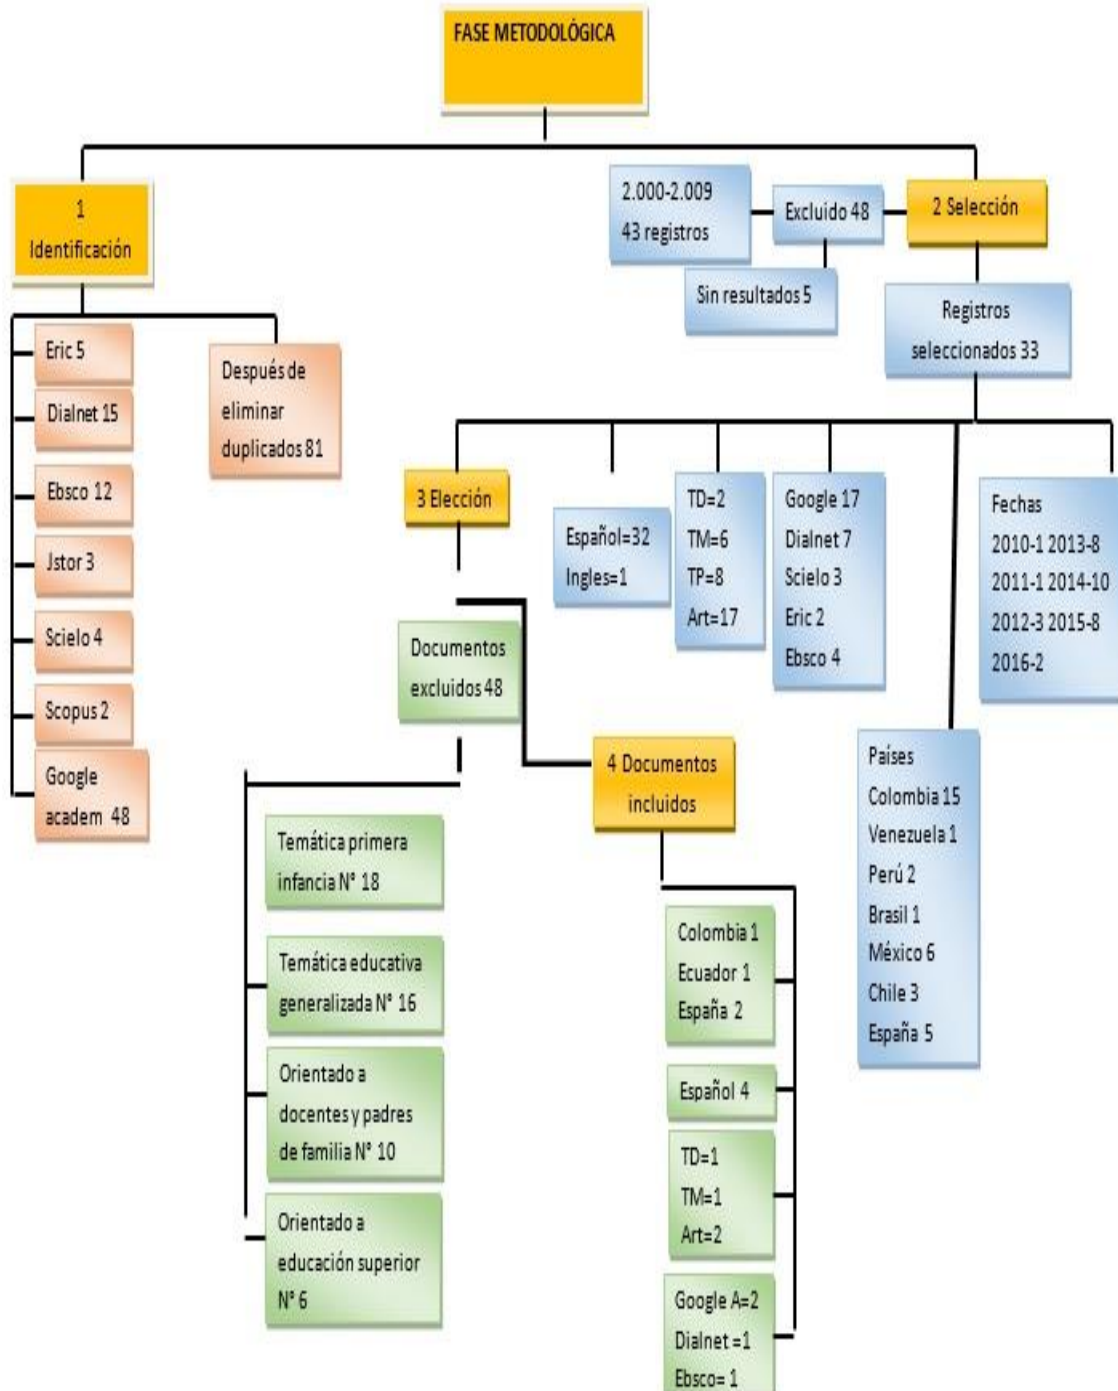 FASE METODOLÓGICA
1
Identificación
Eric 5
Dialnet 15
Ebsco 12
Jstor 3
Scielo 4
Scopus 2
Google
academ 48
Después de
eliminar
duplicados 81
2.000-2.009
43 registros
Excluido 48
2 Selección
Sin resultados 5
Registros
seleccionados 33
3 Elección
Español=32
Ingles=1
TD=2
TM=6
TP=8
Art=17
Google 17
Dialnet 7
Scielo 3
Eric 2
Ebsco 4
Fechas
2010-1 2013-8
2011-1 2014-10
2012-3 2015-8
2016-2
Países
Colombia 15
Venezuela 1
Perú 2
Brasil 1
México 6
Chile 3
España 5
Documentos
excluidos 48
Temática primera
infancia N° 18
Temática educativa
generalizada N° 16
Orientado a
docentes y padres
de familia N° 10
Orientado a
educación superior
N° 6
4 Documentos
incluidos
Colombia 1
Ecuador 1
España 2
Español 4
TD=1
TM=1
Art=2
Google A=2
Dialnet =1
Ebsco= 1